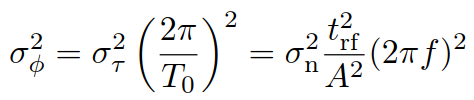 σ_ϕ^2 = σ_τ^2 (2π/T_0)^2 = σ_n^2 t_rf^2/A^2 (2πf)^2